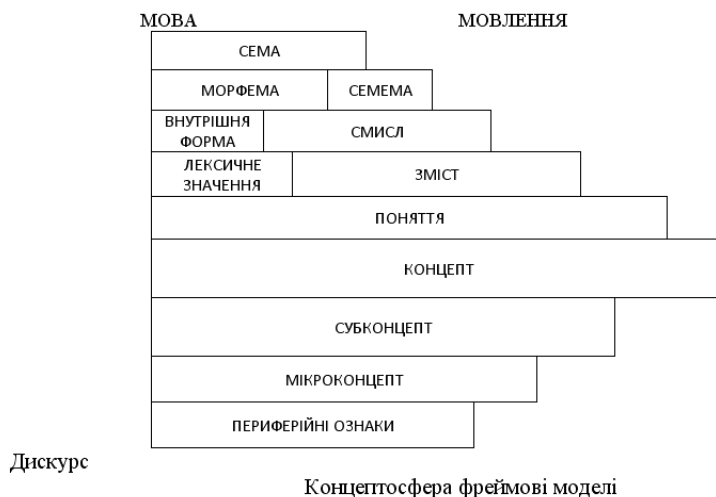 МОВА МОВЛЕННЯ
СЕМА
МОРФЕМА СЕМЕМА
ВНУТРІШНЯ
ФОРМА
СМИСЛ
ЛЕКСИЧНЕ
ЗНАЧЕННЯ
ЗМІСТ
ПОНЯТТЯ
КОНЦЕПТ
СУБКОНЦЕПТ
МІКРОКОНЦЕПТ
ПЕРИФЕРІЙНІ ОЗНАКИ
Дискурс
Концептосфера фреймові моделі